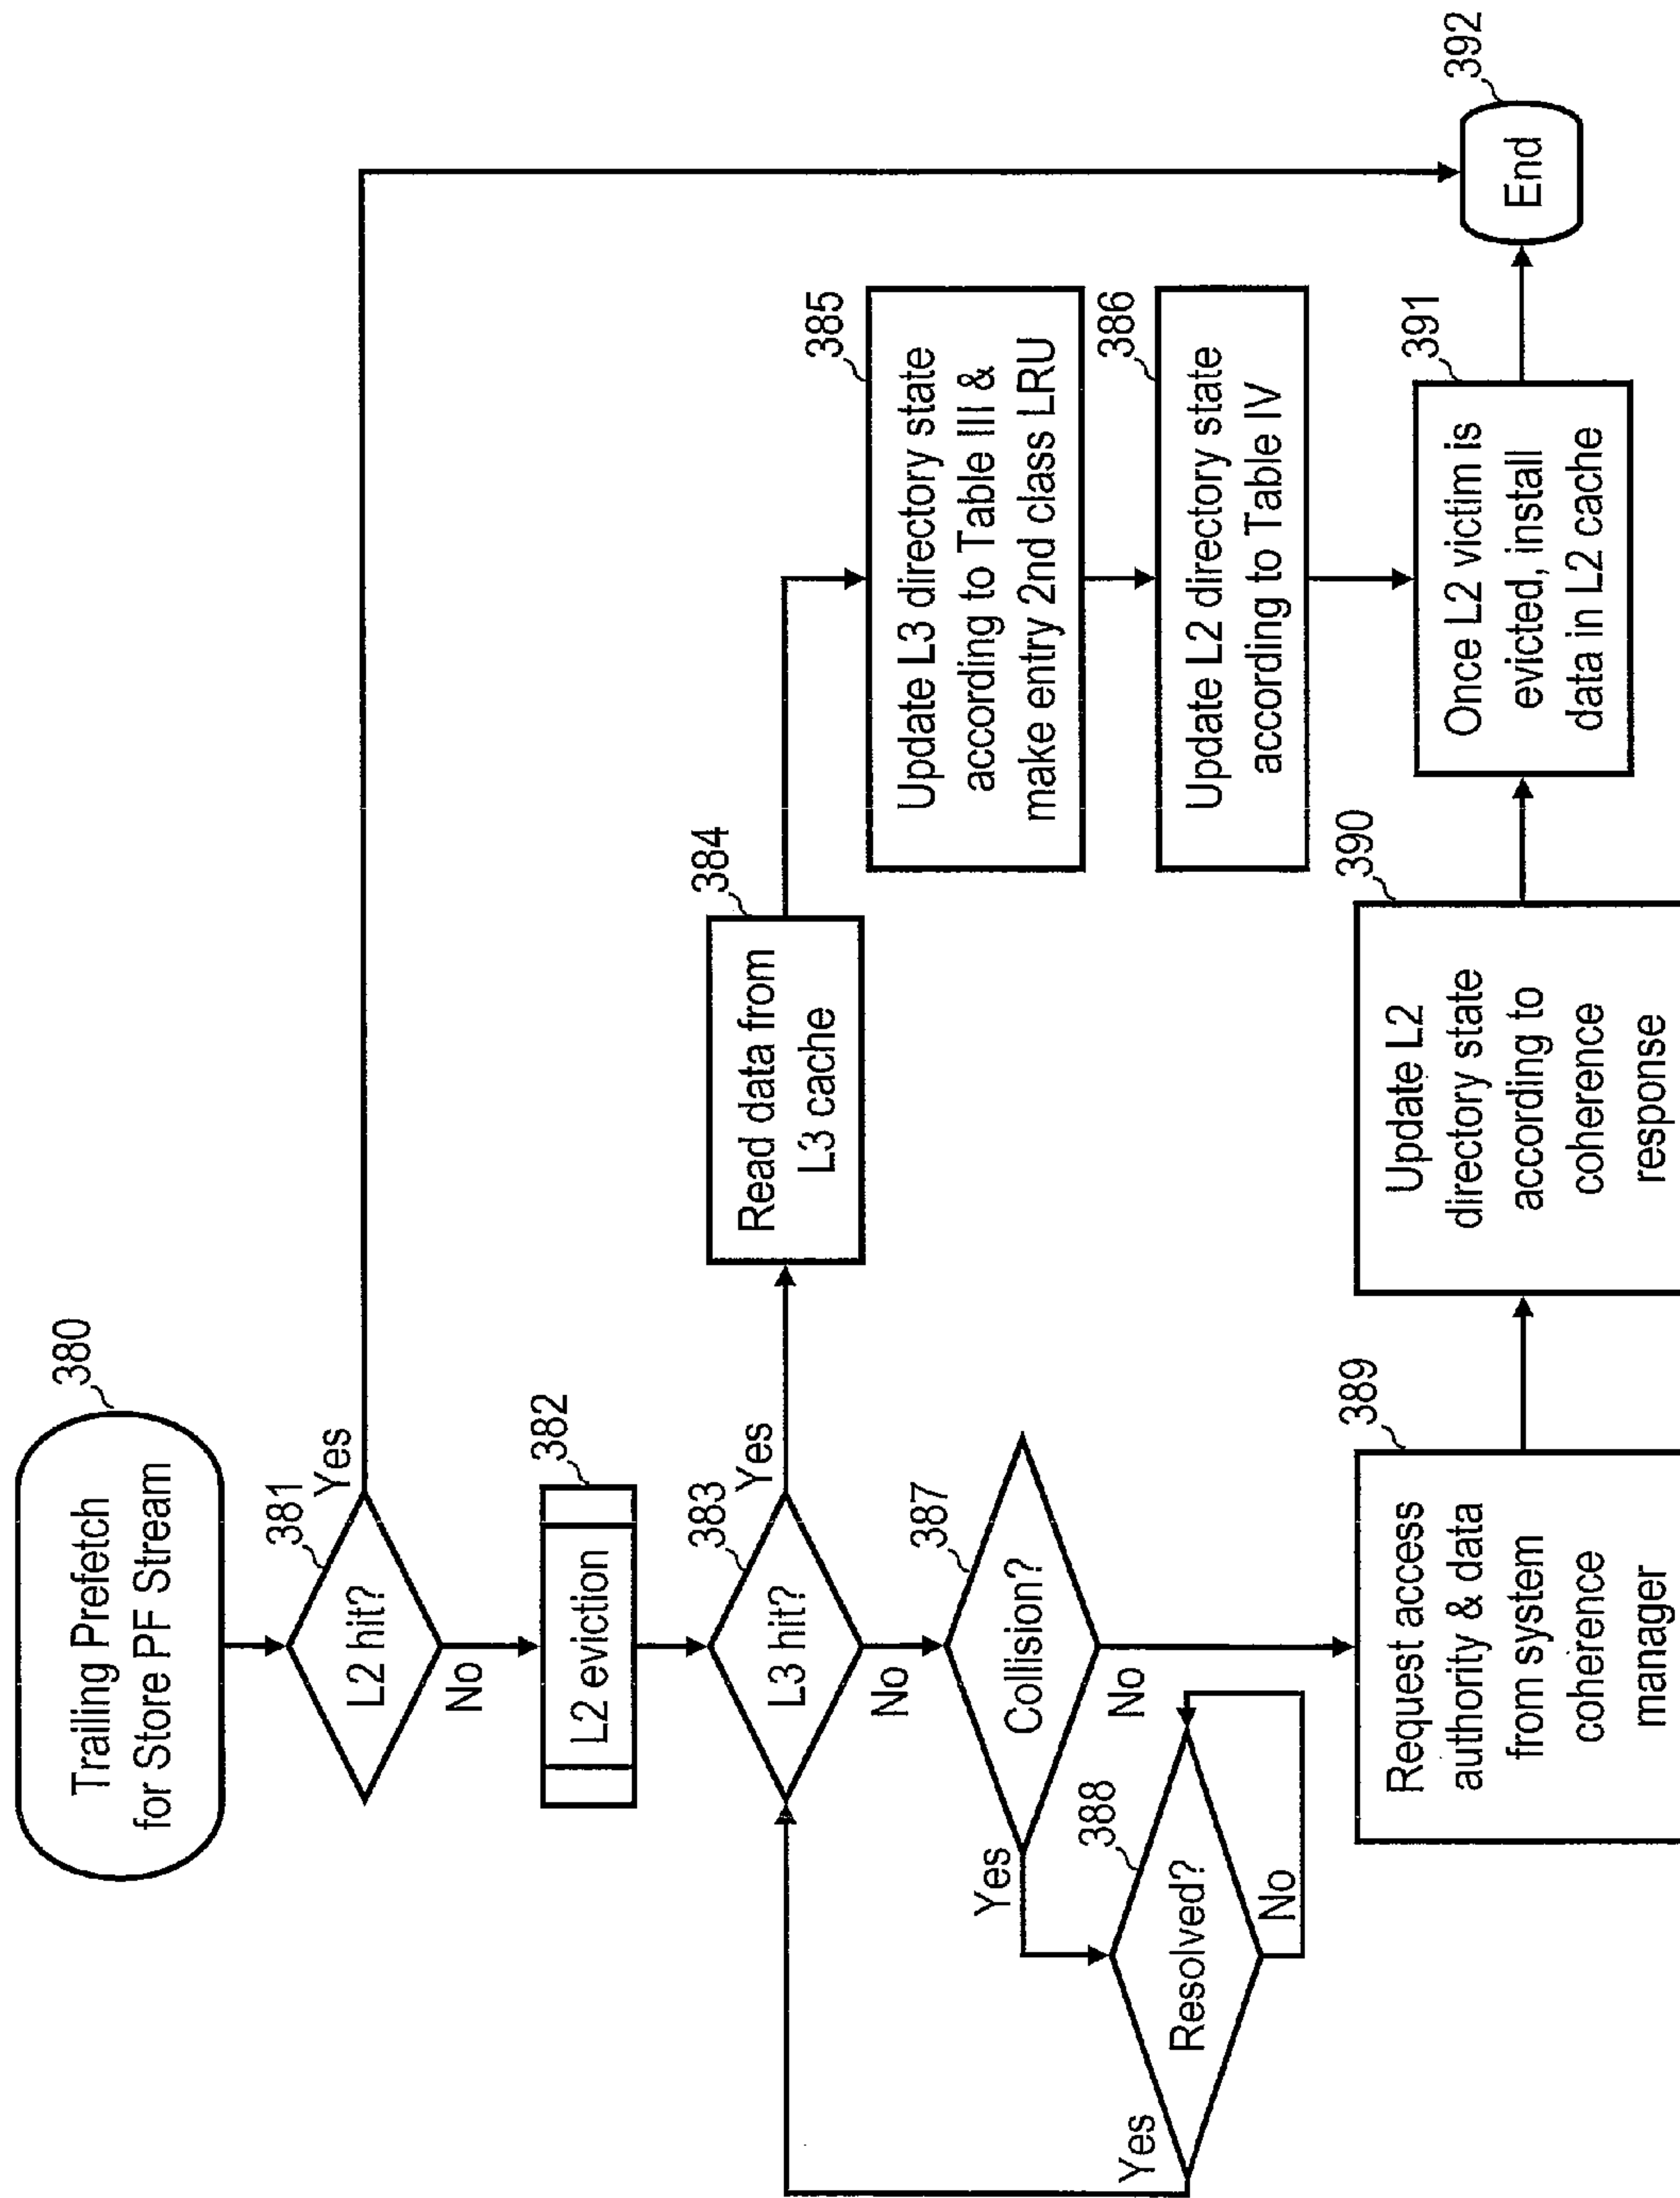 380
Trailing Prefetch
for Store PF Stream
381
L2 hit?
Yes
No
382
L2 eviction
383
L3 hit?
Yes
No
384
Read data from
L3 cache
385
Update L3 directory state
according to Table III &
make entry 2nd class LRU
386
Update L2 directory state
according to Table IV
387
Collision?
Yes
No
388
Resolved?
Yes
No
389
Request access
authority & data
from system
coherence
manager
390
Update L2
directory state
according to
coherence
response
391
Once L2 victim is
evicted, install
data in L2 cache
392
End